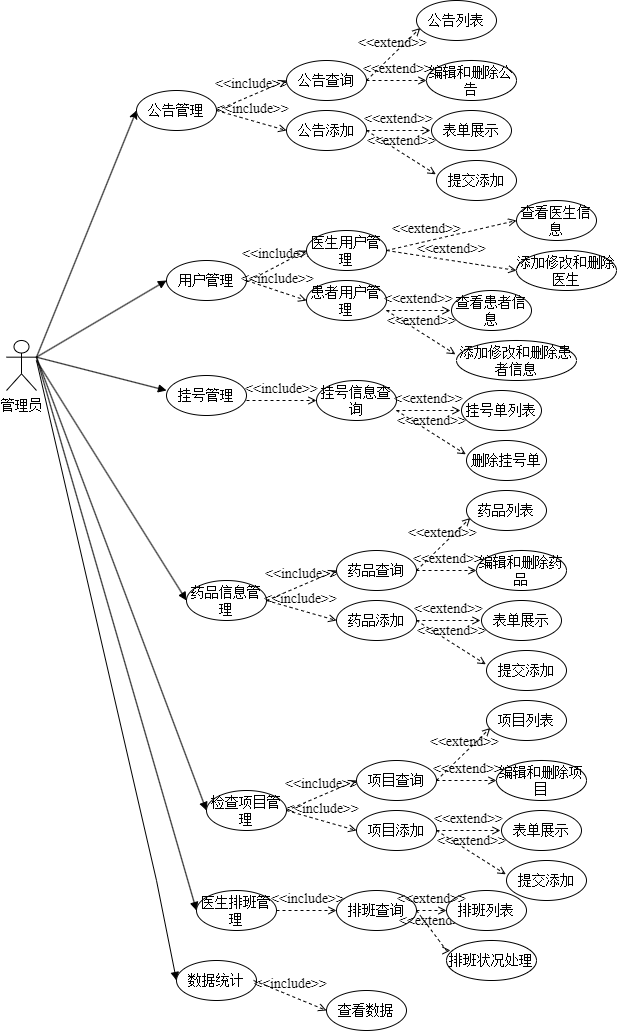 公告列表
<<extend>>
<<extend>>
编辑和删除公
告
公告查询
<<include>>
公告管理
<<include>>
公告添加
<<extend>>
表单展示
<<extend>>
提交添加
查看医生信
息
<<extend>>
医生用户管
理
<<extend>>
<<include>>
添加修改和删除
医生
用户管理
<<include>>
患者用户管
理
<<extend>>
查看患者信
息
<<extend>>
添加修改和删除患
者信息
管理员
挂号管理
<<include>>
挂号信息查
询
<<extend>>
挂号单列表
<<extend>>
删除挂号单
药品列表
<<extend>>
药品查询
<<extend>>
编辑和删除药
品
<<include>>
药品信息管
理
<<include>>
药品添加
<<extend>>
表单展示
<<extend>>
提交添加
项目列表
<<extend>>
项目查询
<<extend>>
编辑和删除项
目
<<include>>
检查项目管
理
<<include>>
项目添加
<<extend>>
表单展示
<<extend>>
提交添加
医生排班管
理
<<include>>
排班查询
<<extend>>
排班列表
<<extend>>
排班状况处理
数据统计
<<include>>
查看数据